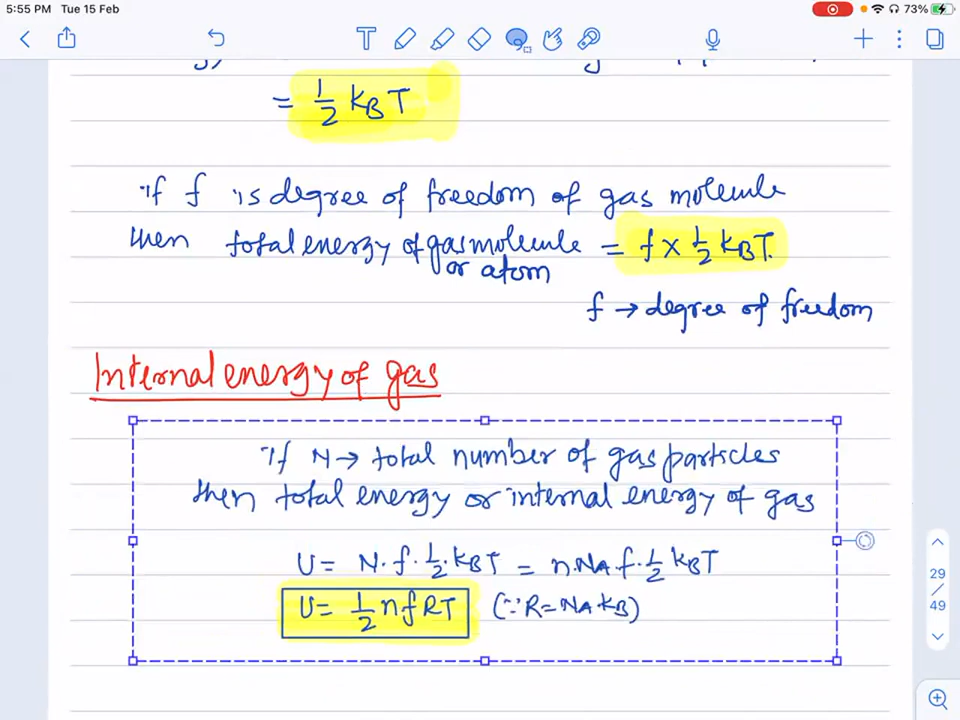 5:55 PM Tue 15 Feb
73%
= 1/2 kBT
If f is degree of freedom of gas molecule
then total energy of gas molecule or atom = f × 1/2 kBT.
f → degree of freedom
Internal energy of gas
If N → total number of gas particles
then total energy or internal energy of gas
U = N·f·1/2·kBT = n·NA·f·1/2 kBT
U = 1/2 n f RT (∵ R = NA kB)
29
/
49